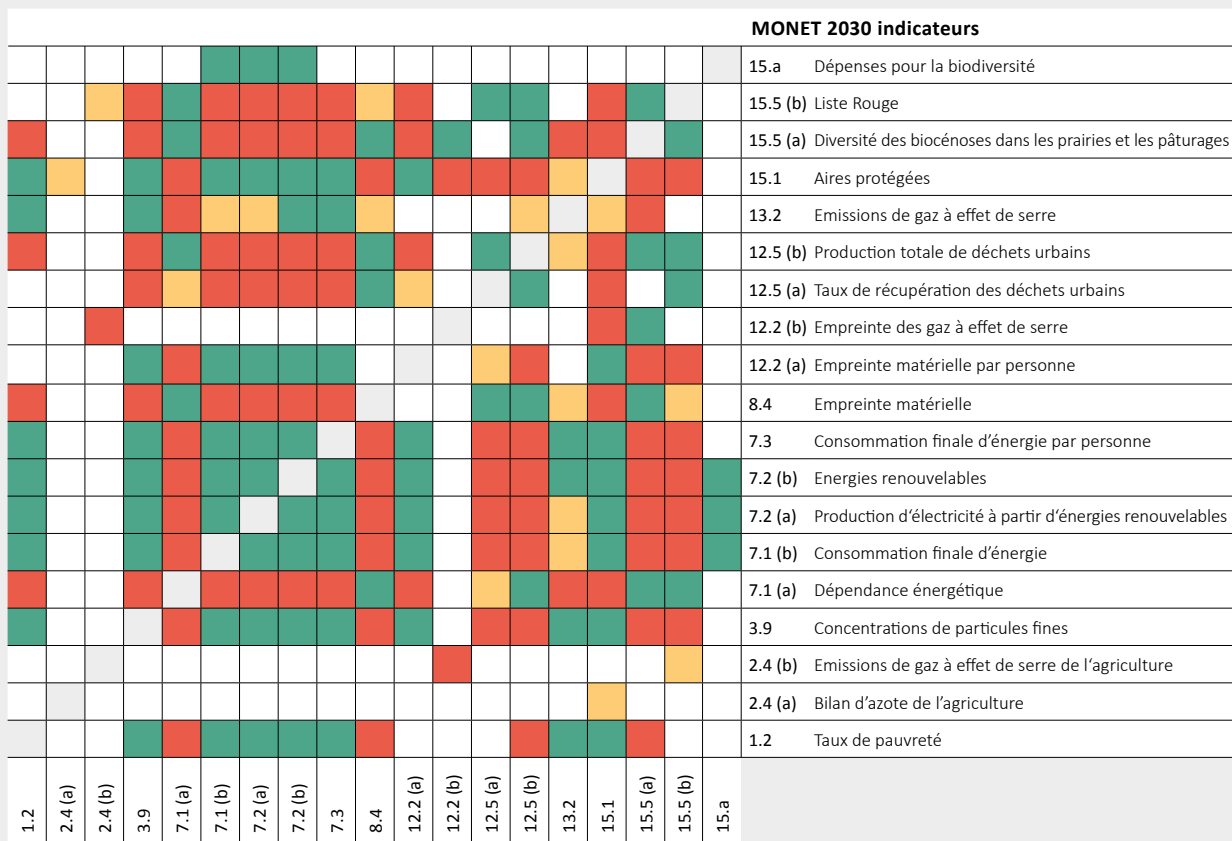 MONET 2030 indicateurs
15.a Dépenses pour la biodiversité
15.5 (b) Liste Rouge
15.5 (a) Diversité des biocénoses dans les prairies et les pâturages
15.1 Aires protégées
13.2 Emissions de gaz à effet de serre
12.5 (b) Production totale de déchets urbains
12.5 (a) Taux de récupération des déchets urbains
12.2 (b) Empreinte des gaz à effet de serre
12.2 (a) Empreinte matérielle par personne
8.4 Empreinte matérielle
7.3 Consommation finale d'énergie par personne
7.2 (b) Energies renouvelables
7.2 (a) Production d'électricité à partir d'énergies renouvelables
7.1 (b) Consommation finale d'énergie
7.1 (a) Dépendance énergétique
3.9 Concentrations de particules fines
2.4 (b) Emissions de gaz à effet de serre de l'agriculture
2.4 (a) Bilan d'azote de l'agriculture
1.2 Taux de pauvreté
1.2
2.4 (a)
2.4 (b)
3.9
7.1 (a)
7.1 (b)
7.2 (a)
7.2 (b)
7.3
8.4
12.2 (a)
12.2 (b)
12.5 (a)
12.5 (b)
13.2
15.1
15.5 (a)
15.5 (b)
15.a